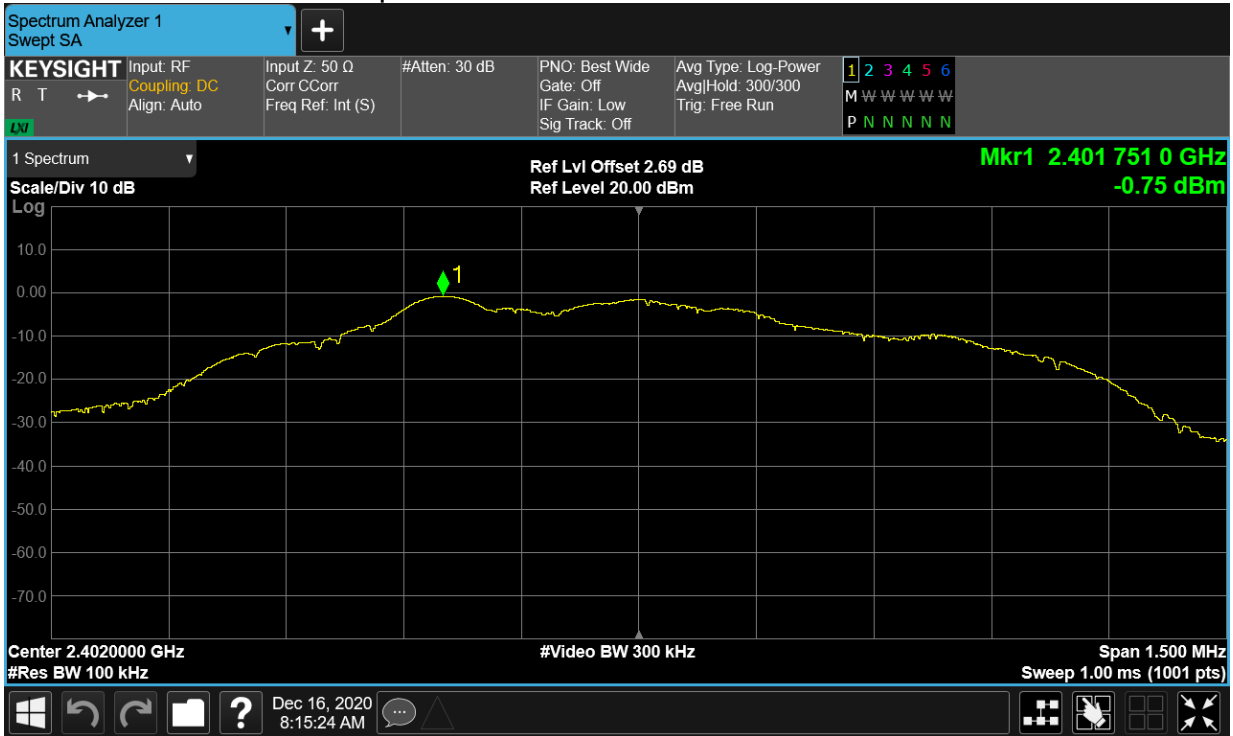 Spectrum Analyzer 1
Swept SA
+
KEYSIGHT
R T
LXI
Input: RF
Coupling: DC
Align: Auto
Input Z: 50 Ω
Corr CCorr
Freq Ref: Int (S)
#Atten: 30 dB
PNO: Best Wide
Gate: Off
IF Gain: Low
Sig Track: Off
Avg Type: Log-Power
Avg|Hold: 300/300
Trig: Free Run
1 2 3 4 5 6
M W W W W W
P N N N N N
1 Spectrum
Scale/Div 10 dB
Log
Ref Lvl Offset 2.69 dB
Ref Level 20.00 dBm
Mkr1 2.401 751 0 GHz
-0.75 dBm
10.0
0.00
-10.0
-20.0
-30.0
-40.0
-50.0
-60.0
-70.0
1
Center 2.4020000 GHz
#Res BW 100 kHz
#Video BW 300 kHz
Span 1.500 MHz
Sweep 1.00 ms (1001 pts)
?
Dec 16, 2020
8:15:24 AM